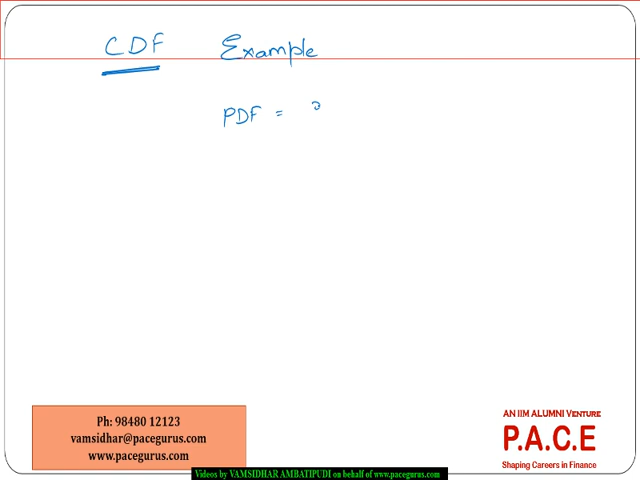 CDF Example
PDF =
Ph: 98480 12123
vamsidhar@pacegurus.com
www.pacegurus.com
AN IIM ALUMNI VENTURE
P.A.C.E
Shaping Careers in Finance
Videos by VAMSIDHAR AMBATIPUDI on behalf of www.pacegurus.com